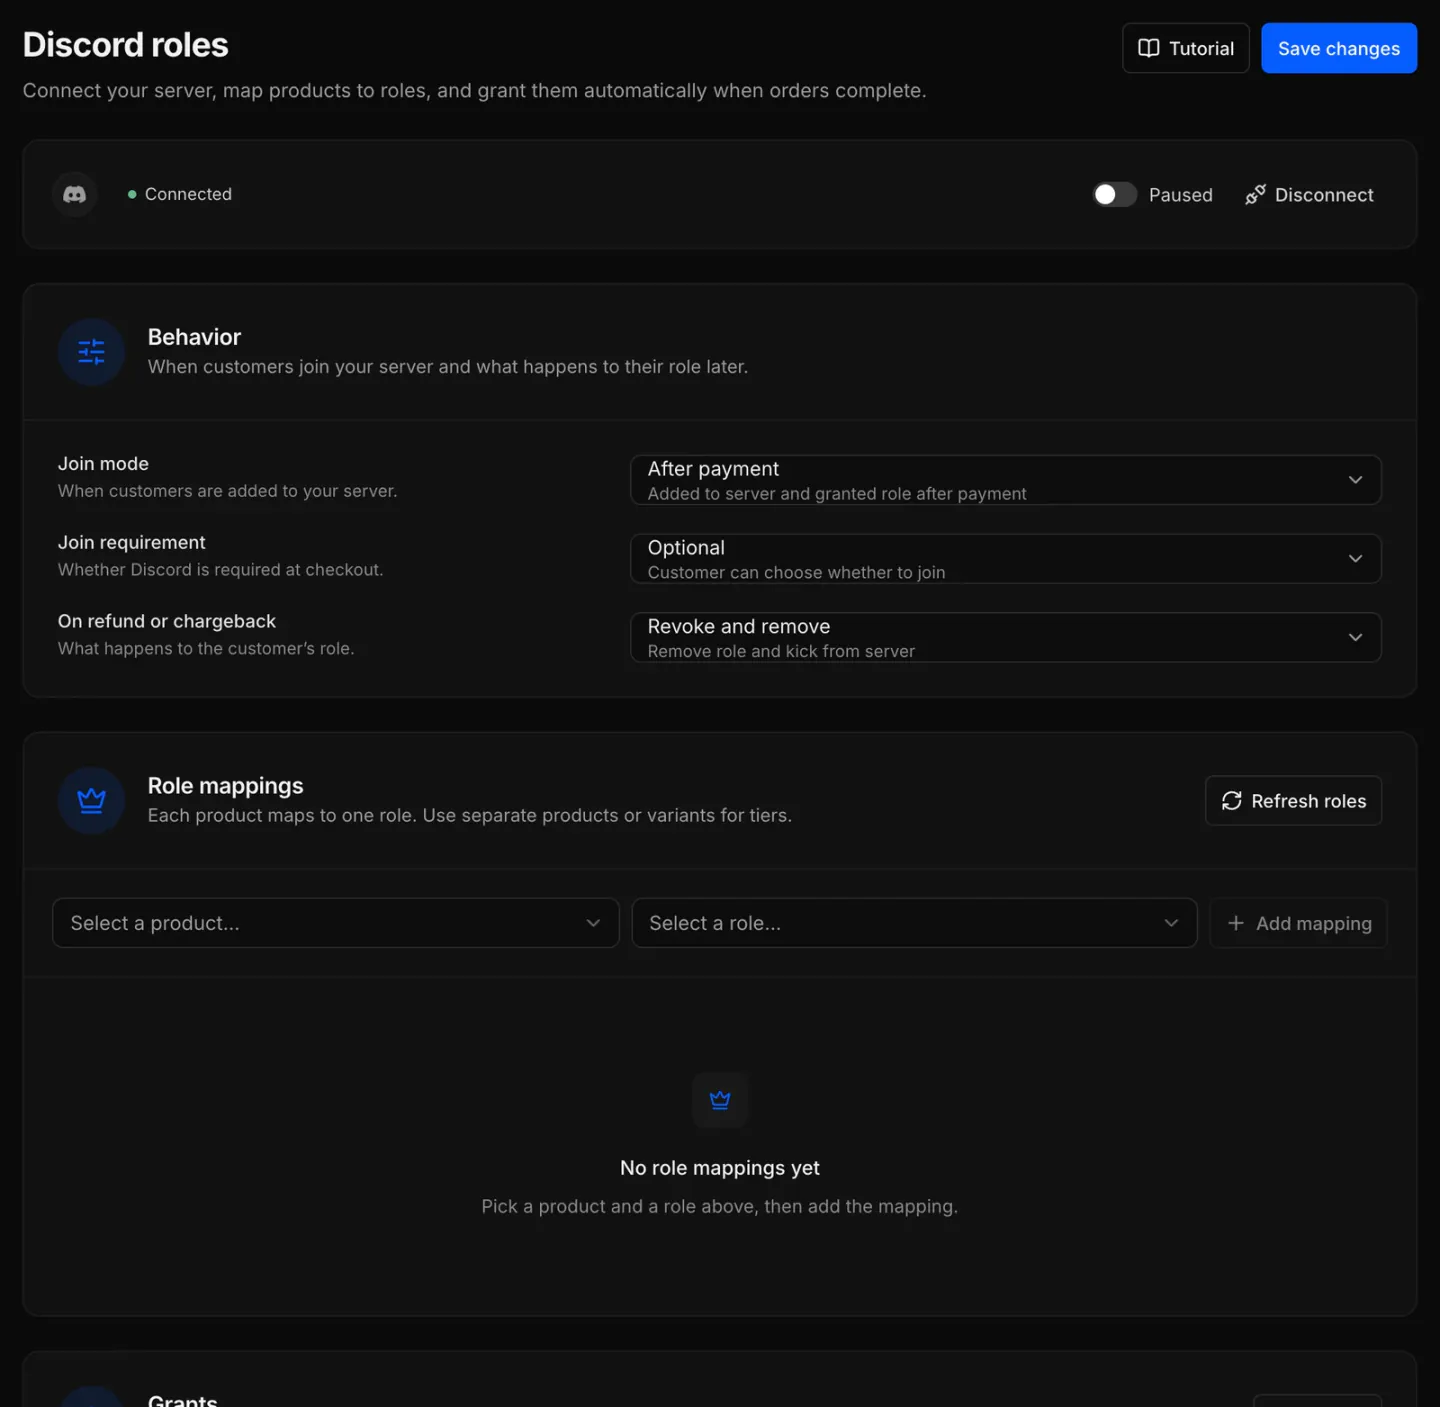 Discord roles
Tutorial
Save changes
Connect your server, map products to roles, and grant them automatically when orders complete.
Connected
Paused
Disconnect
Behavior
When customers join your server and what happens to their role later.
Join mode
When customers are added to your server.
After payment
Added to server and granted role after payment
Join requirement
Whether Discord is required at checkout.
Optional
Customer can choose whether to join
On refund or chargeback
What happens to the customer’s role.
Revoke and remove
Remove role and kick from server
Role mappings
Each product maps to one role. Use separate products or variants for tiers.
Refresh roles
Select a product...
Select a role...
Add mapping
No role mappings yet
Pick a product and a role above, then add the mapping.
Grants